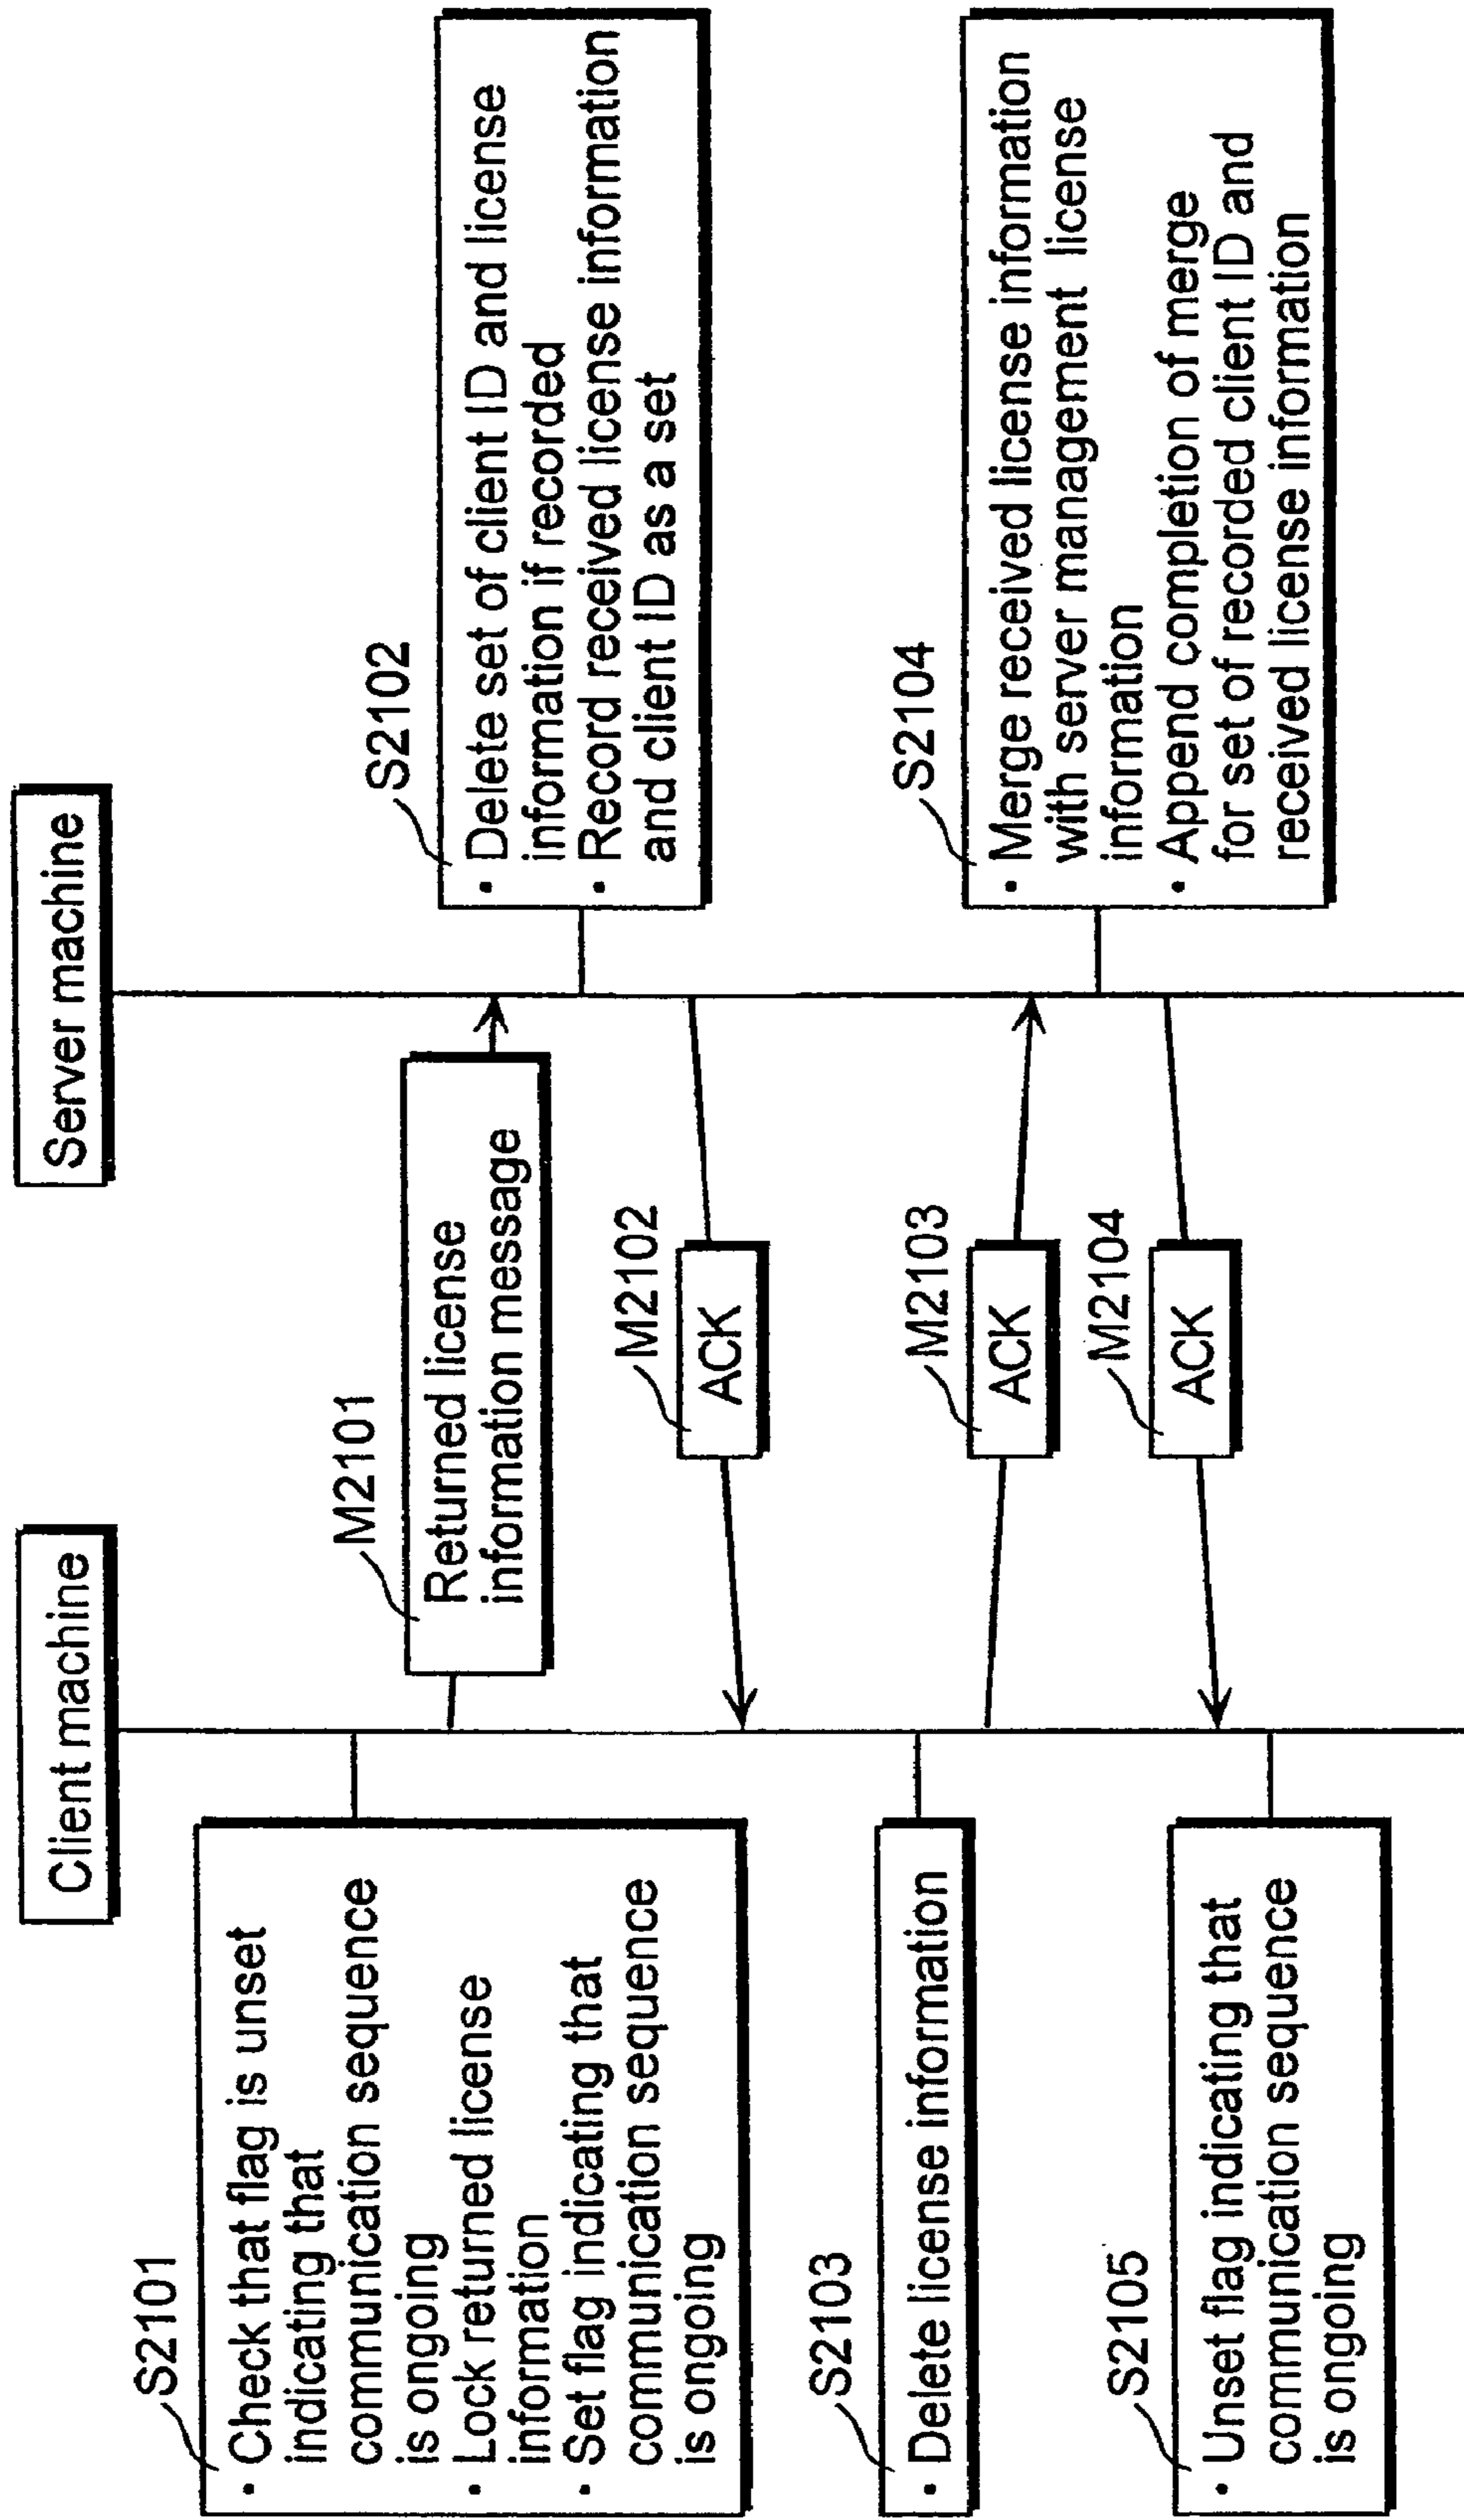 Client machine
Server machine
S2101
• Check that flag is unset
indicating that
communication sequence
is ongoing
• Lock returned license
information
• Set flag indicating that
communication sequence
is ongoing
M2101
Returned license
information message
S2102
• Delete set of client ID and license
information if recorded
• Record received license information
and client ID as a set
M2102
ACK
S2103
• Delete license information
M2103
ACK
S2104
• Merge received license information
with server management license
information
• Append completion of merge
for set of recorded client ID and
received license information
M2104
ACK
S2105
• Unset flag indicating that
communication sequence
is ongoing